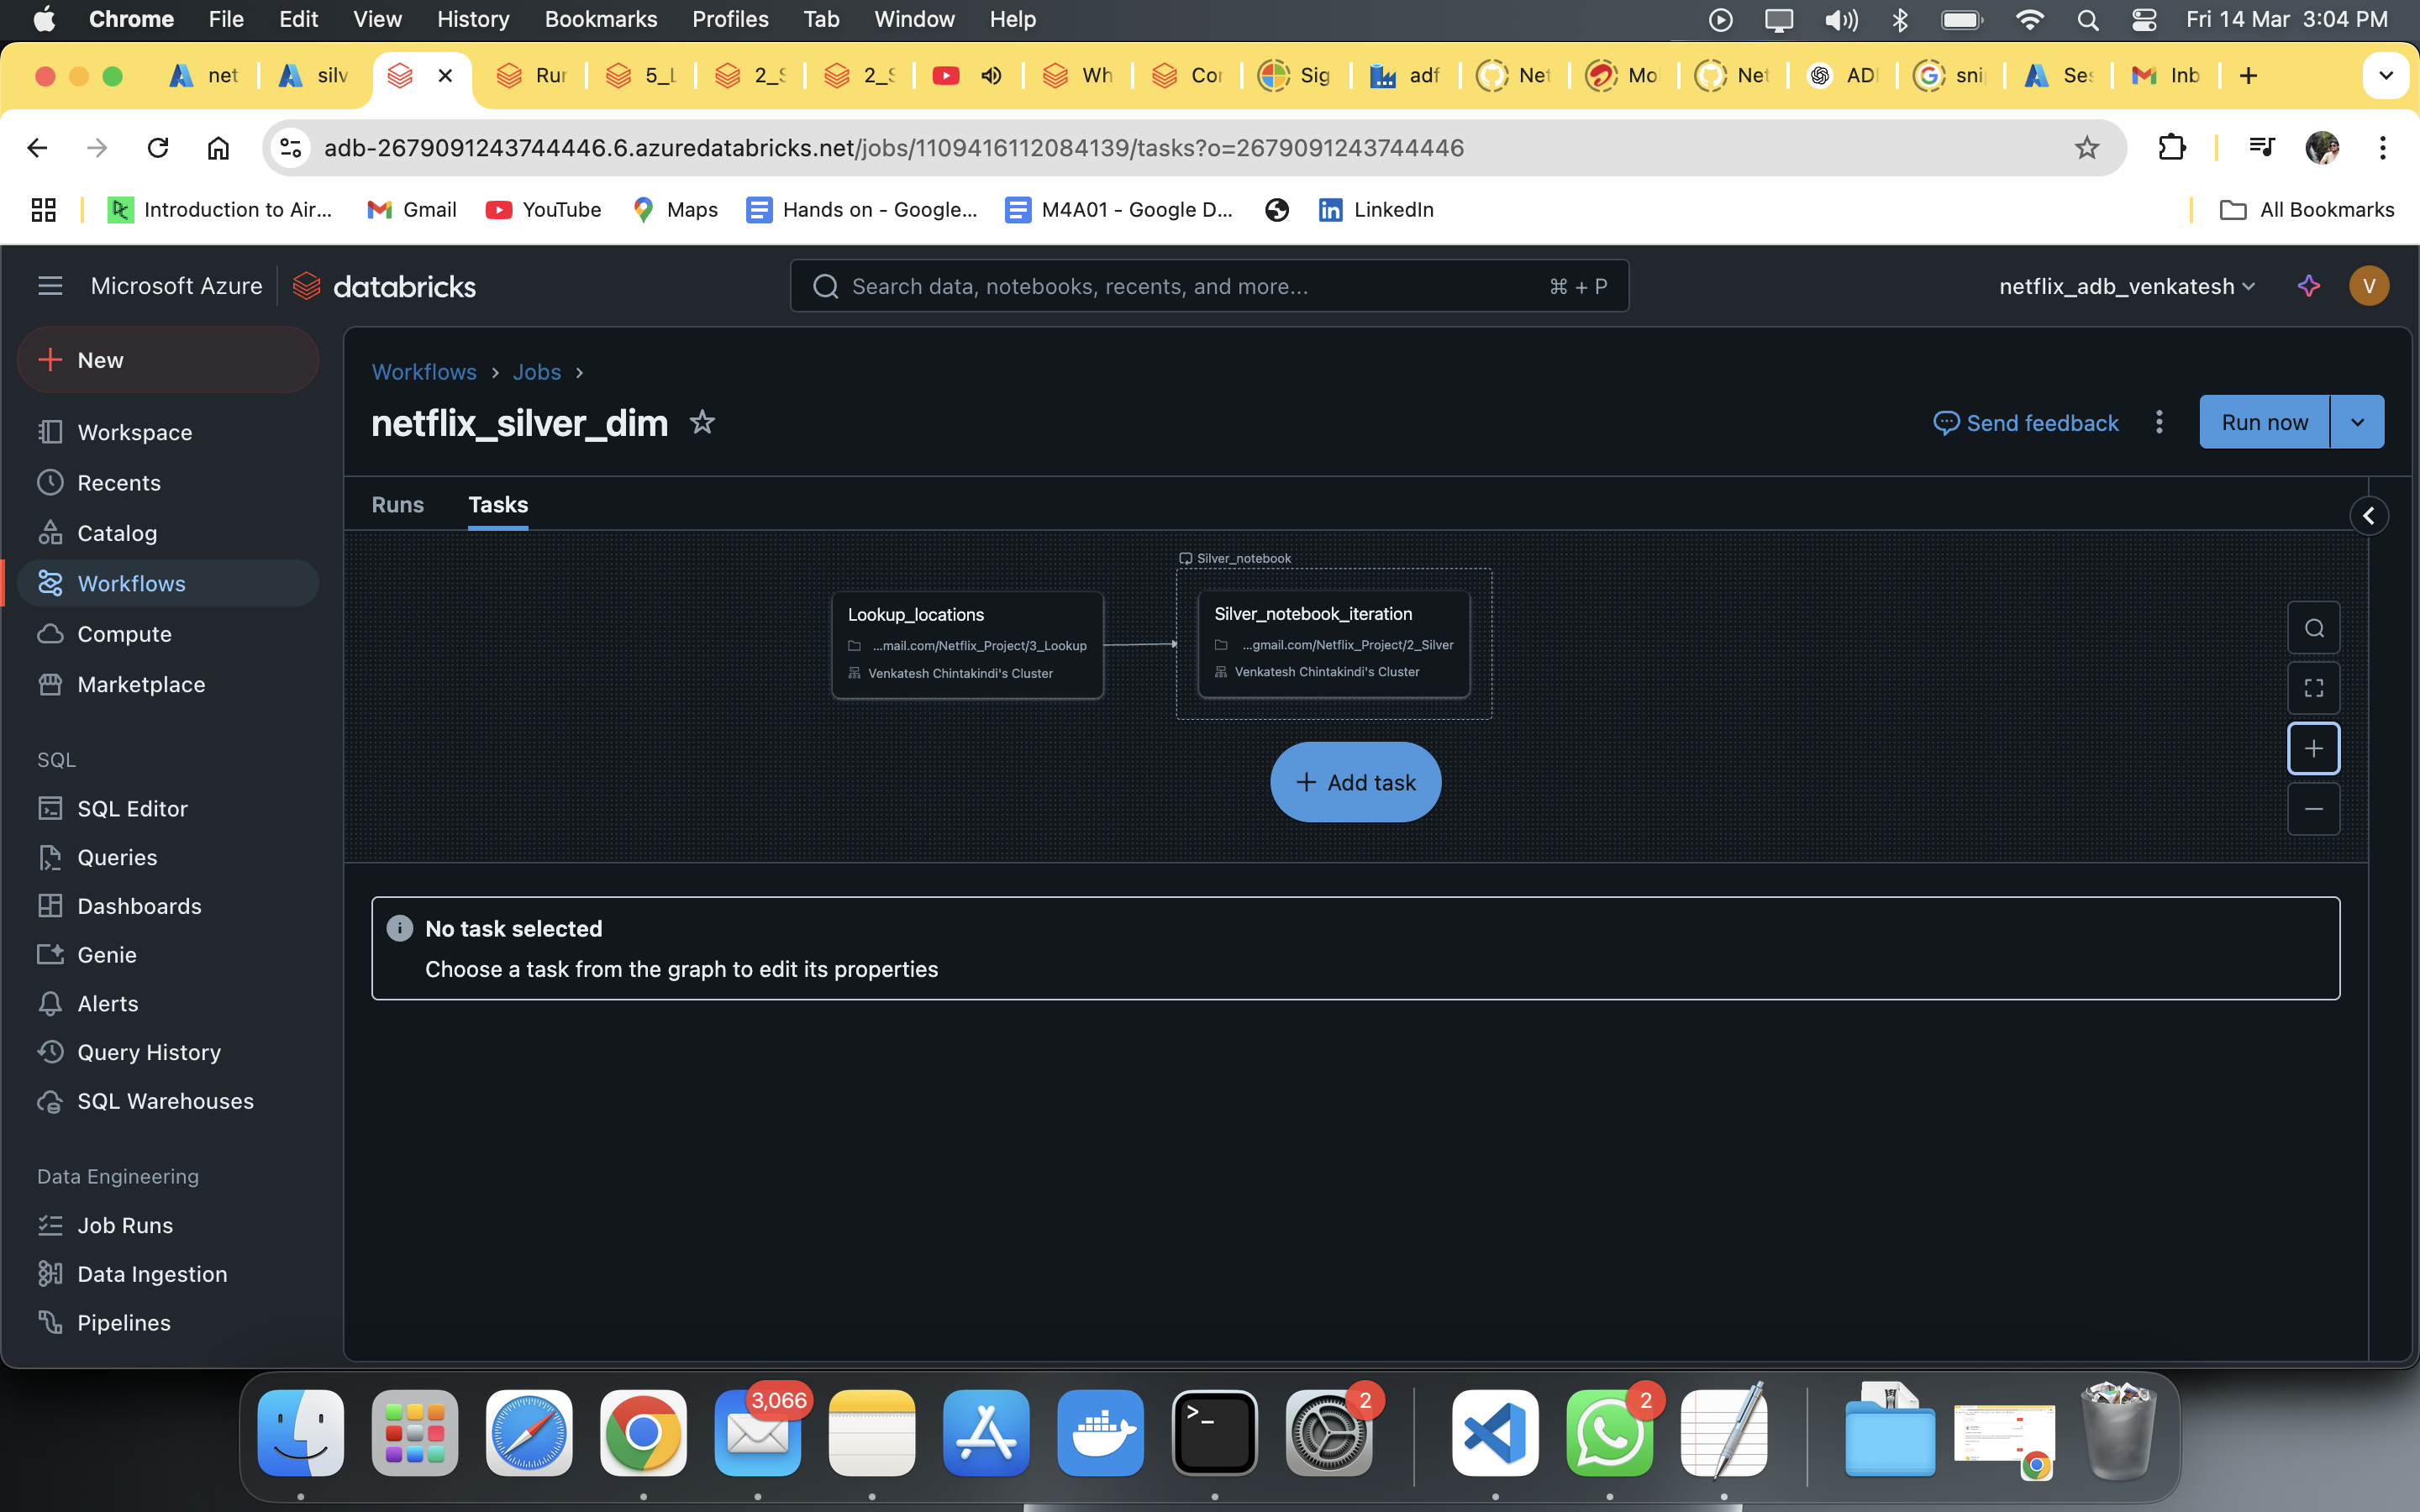 Chrome File Edit View History Bookmarks Profiles Tab Window Help Fri 14 Mar 3:04 PM
net silv Rur 5_L 2_S 2_S Wh Cor Sig adf Net Mo Net ADI sni Ses Inb
adb-2679091243744446.6.azuredatabricks.net/jobs/1109416112084139/tasks?o=2679091243744446
Introduction to Air... Gmail YouTube Maps Hands on - Google... M4A01 - Google D... LinkedIn All Bookmarks
Microsoft Azure databricks Search data, notebooks, recents, and more... ⌘ + P netflix_adb_venkatesh V
New
Workspace
Recents
Catalog
Workflows
Compute
Marketplace
SQL
SQL Editor
Queries
Dashboards
Genie
Alerts
Query History
SQL Warehouses
Data Engineering
Job Runs
Data Ingestion
Pipelines
Workflows > Jobs >
netflix_silver_dim Send feedback Run now
Runs Tasks
Silver_notebook
Lookup_locations
...mail.com/Netflix_Project/3_Lookup
Venkatesh Chintakindi's Cluster
Silver_notebook_iteration
...gmail.com/Netflix_Project/2_Silver
Venkatesh Chintakindi's Cluster
+ Add task
No task selected
Choose a task from the graph to edit its properties
3,066 2 2